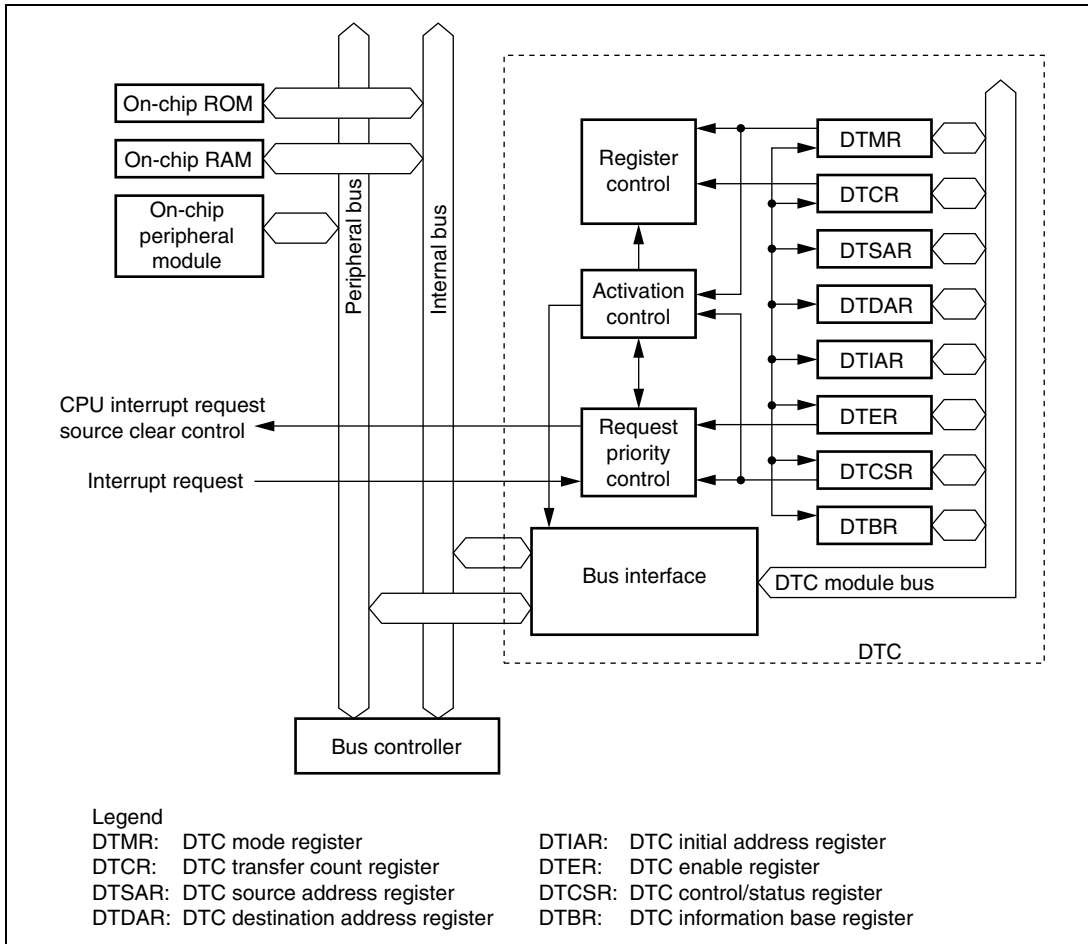 On-chip ROM
On-chip RAM
On-chip
peripheral
module
Peripheral bus
Internal bus
Register
control
Activation
control
CPU interrupt request
source clear control
Interrupt request
Request
priority
control
DTMR
DTCR
DTSAR
DTDAR
DTIAR
DTER
DTCSR
DTBR
Bus interface
DTC module bus
DTC
Bus controller
Legend
DTMR: DTC mode register
DTCR: DTC transfer count register
DTSAR: DTC source address register
DTDAR: DTC destination address register
DTIAR: DTC initial address register
DTER: DTC enable register
DTCSR: DTC control/status register
DTBR: DTC information base register